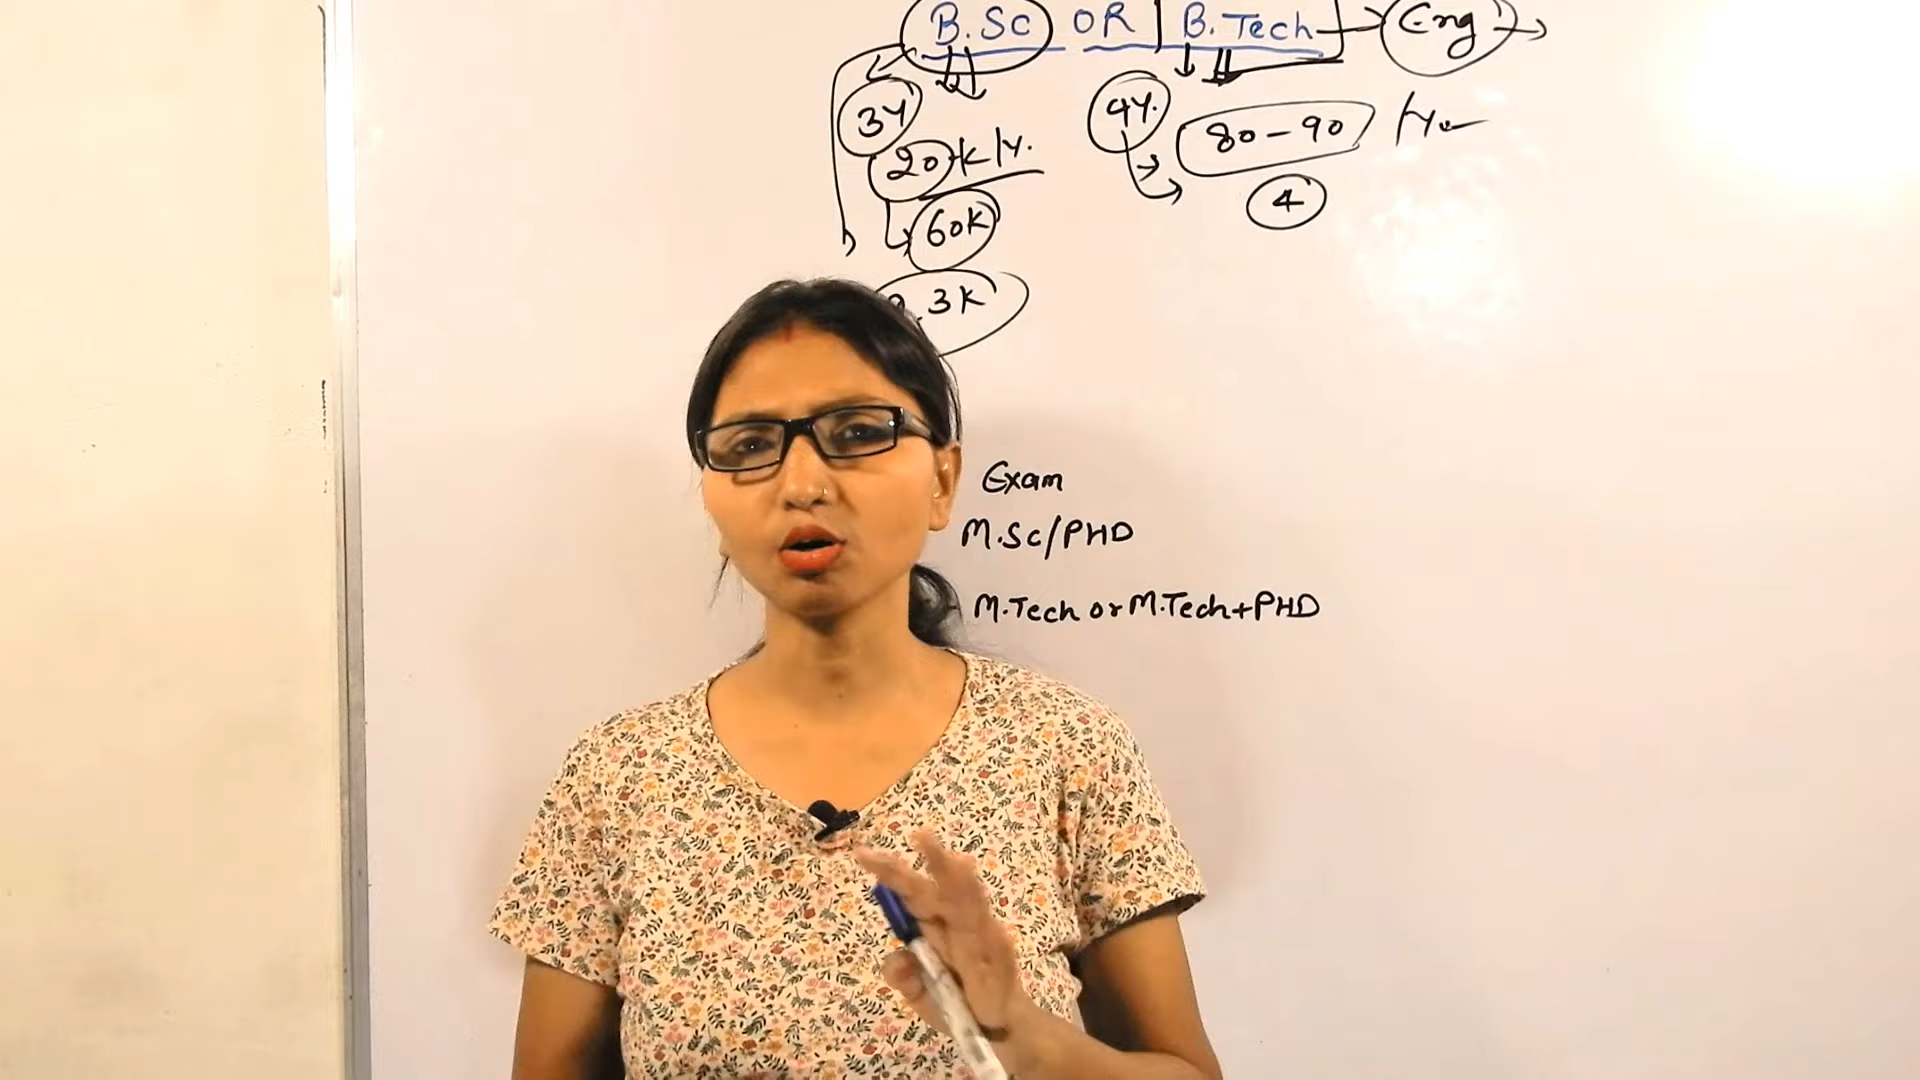 B.Sc OR B.Tech Eng
3Y 4Y.
20K/Y. 80-90
60K 4
.3K
Exam
M.Sc/PHD
M.Tech or M.Tech+PHD